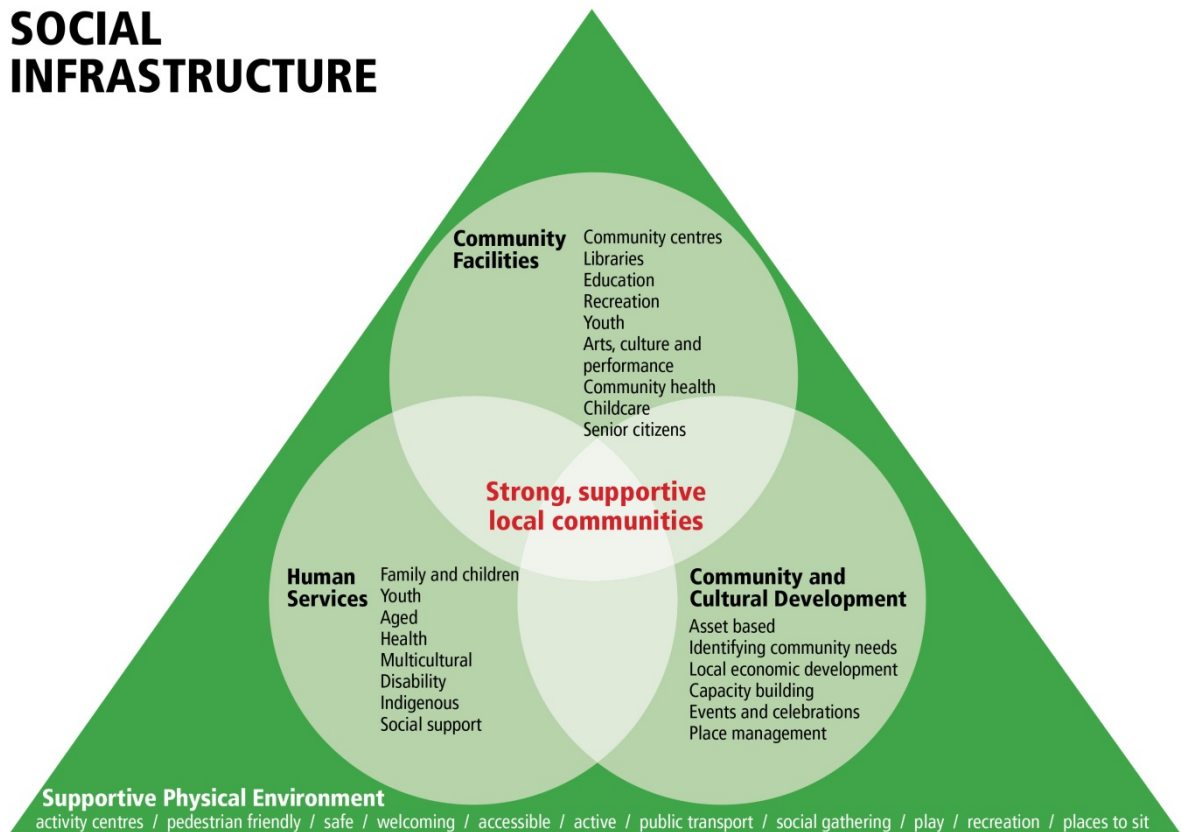 SOCIAL
INFRASTRUCTURE
Community
Facilities
Community centres
Libraries
Education
Recreation
Youth
Arts, culture and
performance
Community health
Childcare
Senior citizens
Strong, supportive
local communities
Human
Services
Family and children
Youth
Aged
Health
Multicultural
Disability
Indigenous
Social support
Community and
Cultural Development
Asset based
Identifying community needs
Local economic development
Capacity building
Events and celebrations
Place management
Supportive Physical Environment
activity centres / pedestrian friendly / safe / welcoming / accessible / active / public transport / social gathering / play / recreation / places to sit